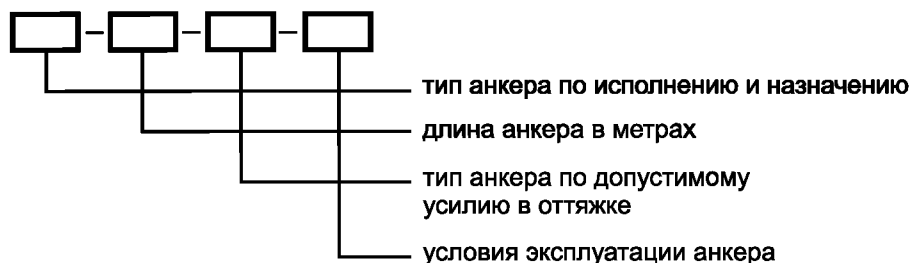 тип анкера по исполнению и назначению
длина анкера в метрах
тип анкера по допустимому
усилию в оттяжке
условия эксплуатации анкера